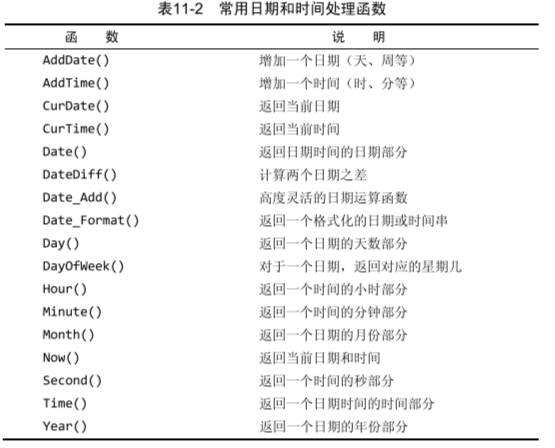 表11-2 常用日期和时间处理函数
函 数 说 明
AddDate() 增加一个日期（天、周等）
AddTime() 增加一个时间（时、分等）
CurDate() 返回当前日期
CurTime() 返回当前时间
Date() 返回日期时间的日期部分
DateDiff() 计算两个日期之差
Date_Add() 高度灵活的日期运算函数
Date_Format() 返回一个格式化的日期或时间串
Day() 返回一个日期的天数部分
DayOfWeek() 对于一个日期，返回对应的星期几
Hour() 返回一个时间的小时部分
Minute() 返回一个时间的分钟部分
Month() 返回一个日期的月份部分
Now() 返回当前日期和时间
Second() 返回一个时间的秒部分
Time() 返回一个日期时间的时间部分
Year() 返回一个日期的年份部分